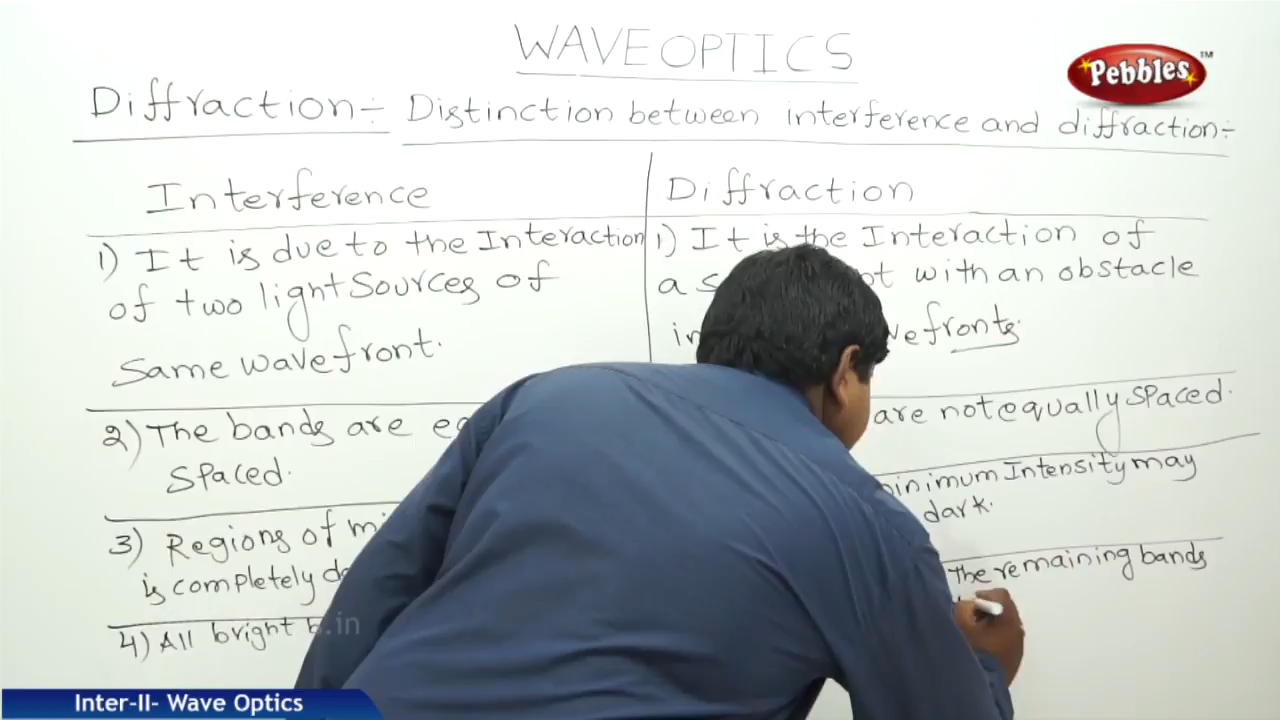 WAVE OPTICS
Pebbles TM
Diffraction :- Distinction between interference and diffraction :-
Interference
Diffraction
1) It is due to the Interaction
of two light Sources of
Same wavefront.
1) It is the Interaction of
a with an obstacle
fronts.
2) The bands are
Spaced.
are not equally spaced.
3) Regions of
is completely
minimum Intensity may
dark.
4) All bright
The remaining bands
.in
Inter-II- Wave Optics